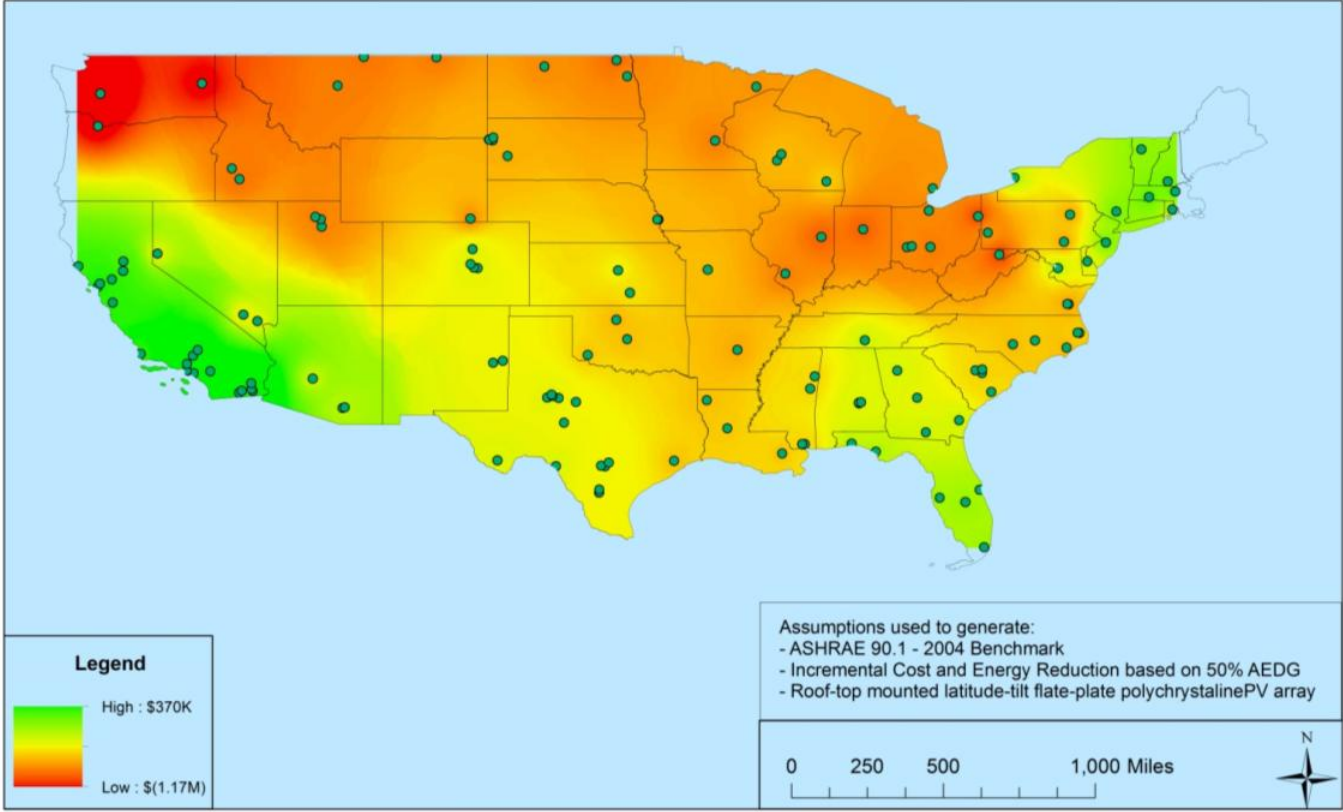 Assumptions used to generate:
- ASHRAE 90.1 - 2004 Benchmark
- Incremental Cost and Energy Reduction based on 50% AEDG
- Roof-top mounted latitude-tilt flate-plate polychrystalinePV array
Legend
High : $370K
Low : $(1.17M)
N
0 250 500 1,000 Miles